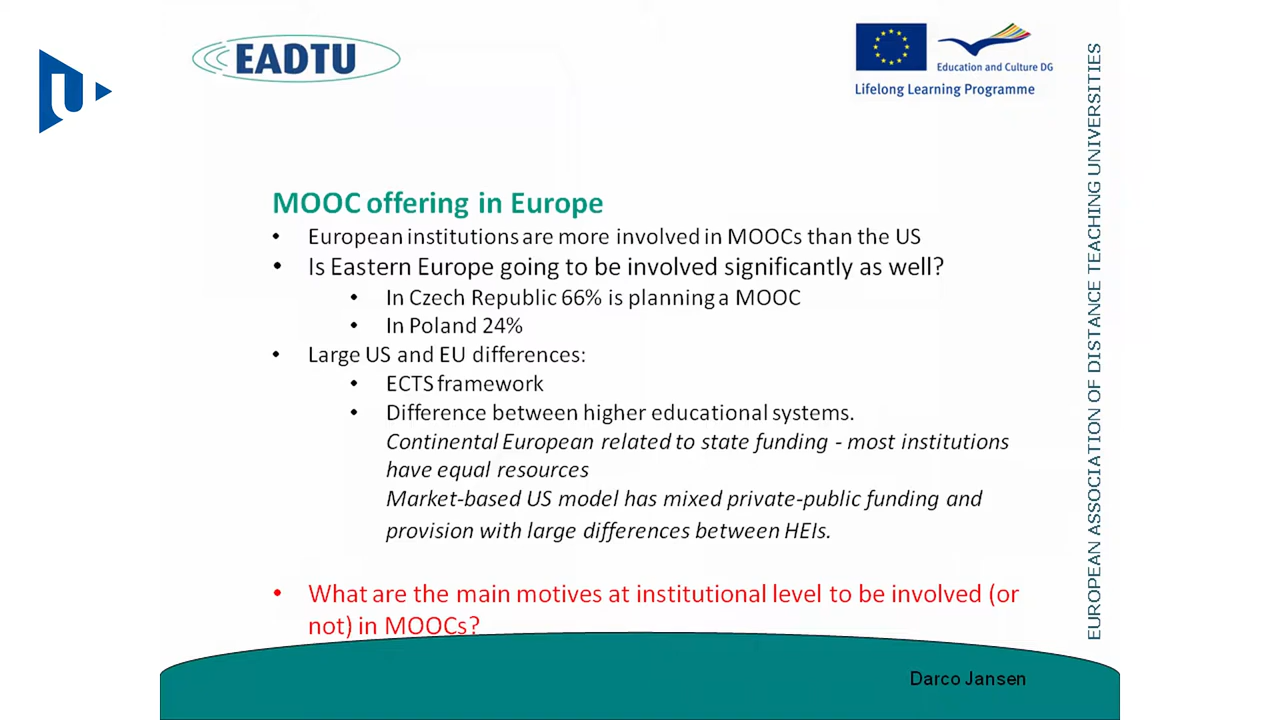 EADTU
Education and Culture DG
Lifelong Learning Programme
U
EUROPEAN ASSOCIATION OF DISTANCE TEACHING UNIVERSITIES
MOOC offering in Europe
• European institutions are more involved in MOOCs than the US
• Is Eastern Europe going to be involved significantly as well?
• In Czech Republic 66% is planning a MOOC
• In Poland 24%
• Large US and EU differences:
• ECTS framework
• Difference between higher educational systems.
Continental European related to state funding - most institutions
have equal resources
Market-based US model has mixed private-public funding and
provision with large differences between HEIs.
• What are the main motives at institutional level to be involved (or
not) in MOOCs?
Darco Jansen